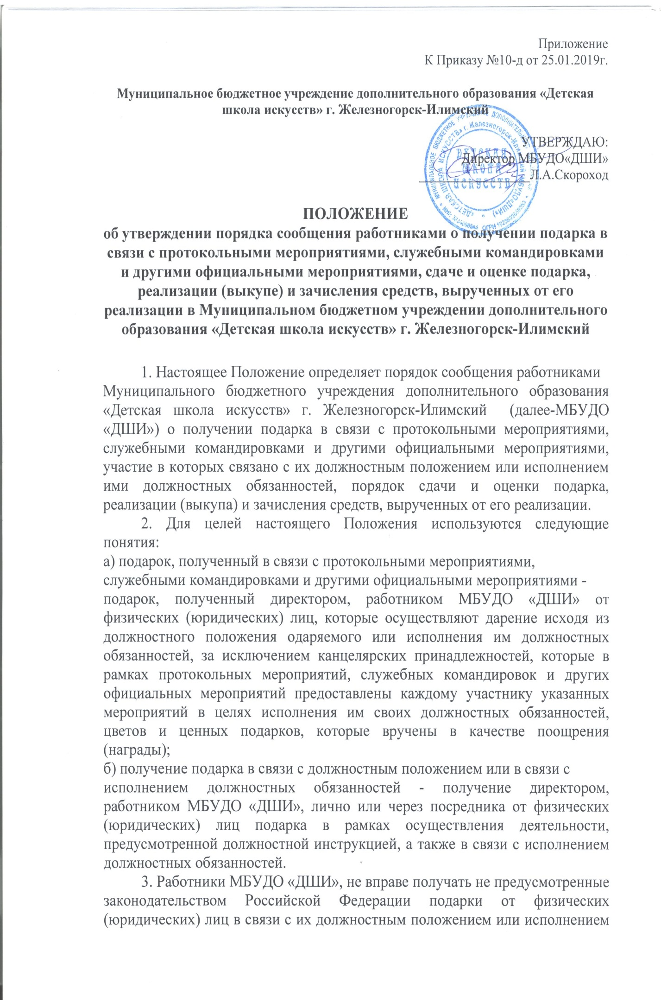 Приложение
К Приказу №10-д от 25.01.2019г.
Муниципальное бюджетное учреждение дополнительного образования «Детская
школа искусств» г. Железногорск-Илимский
УТВЕРЖДАЮ:
Директор МБУДО«ДШИ»
________________Л.А.Скороход
ДЕТСКАЯ
ШКОЛА
ИСКУССТВ
ПОЛОЖЕНИЕ
об утверждении порядка сообщения работниками о получении подарка в
связи с протокольными мероприятиями, служебными командировками
и другими официальными мероприятиями, сдаче и оценке подарка,
реализации (выкупе) и зачисления средств, вырученных от его
реализации в Муниципальном бюджетном учреждении дополнительного
образования «Детская школа искусств» г. Железногорск-Илимский
1. Настоящее Положение определяет порядок сообщения работниками
Муниципального бюджетного учреждения дополнительного образования
«Детская школа искусств» г. Железногорск-Илимский (далее-МБУДО
«ДШИ») о получении подарка в связи с протокольными мероприятиями,
служебными командировками и другими официальными мероприятиями,
участие в которых связано с их должностным положением или исполнением
ими должностных обязанностей, порядок сдачи и оценки подарка,
реализации (выкупа) и зачисления средств, вырученных от его реализации.
2. Для целей настоящего Положения используются следующие
понятия:
а) подарок, полученный в связи с протокольными мероприятиями,
служебными командировками и другими официальными мероприятиями -
подарок, полученный директором, работником МБУДО «ДШИ» от
физических (юридических) лиц, которые осуществляют дарение исходя из
должностного положения одаряемого или исполнения им должностных
обязанностей, за исключением канцелярских принадлежностей, которые в
рамках протокольных мероприятий, служебных командировок и других
официальных мероприятий предоставлены каждому участнику указанных
мероприятий в целях исполнения им своих должностных обязанностей,
цветов и ценных подарков, которые вручены в качестве поощрения
(награды);
б) получение подарка в связи с должностным положением или в связи с
исполнением должностных обязанностей - получение директором,
работником МБУДО «ДШИ», лично или через посредника от физических
(юридических) лиц подарка в рамках осуществления деятельности,
предусмотренной должностной инструкцией, а также в связи с исполнением
должностных обязанностей.
3. Работники МБУДО «ДШИ», не вправе получать не предусмотренные
законодательством Российской Федерации подарки от физических
(юридических) лиц в связи с их должностным положением или исполнением